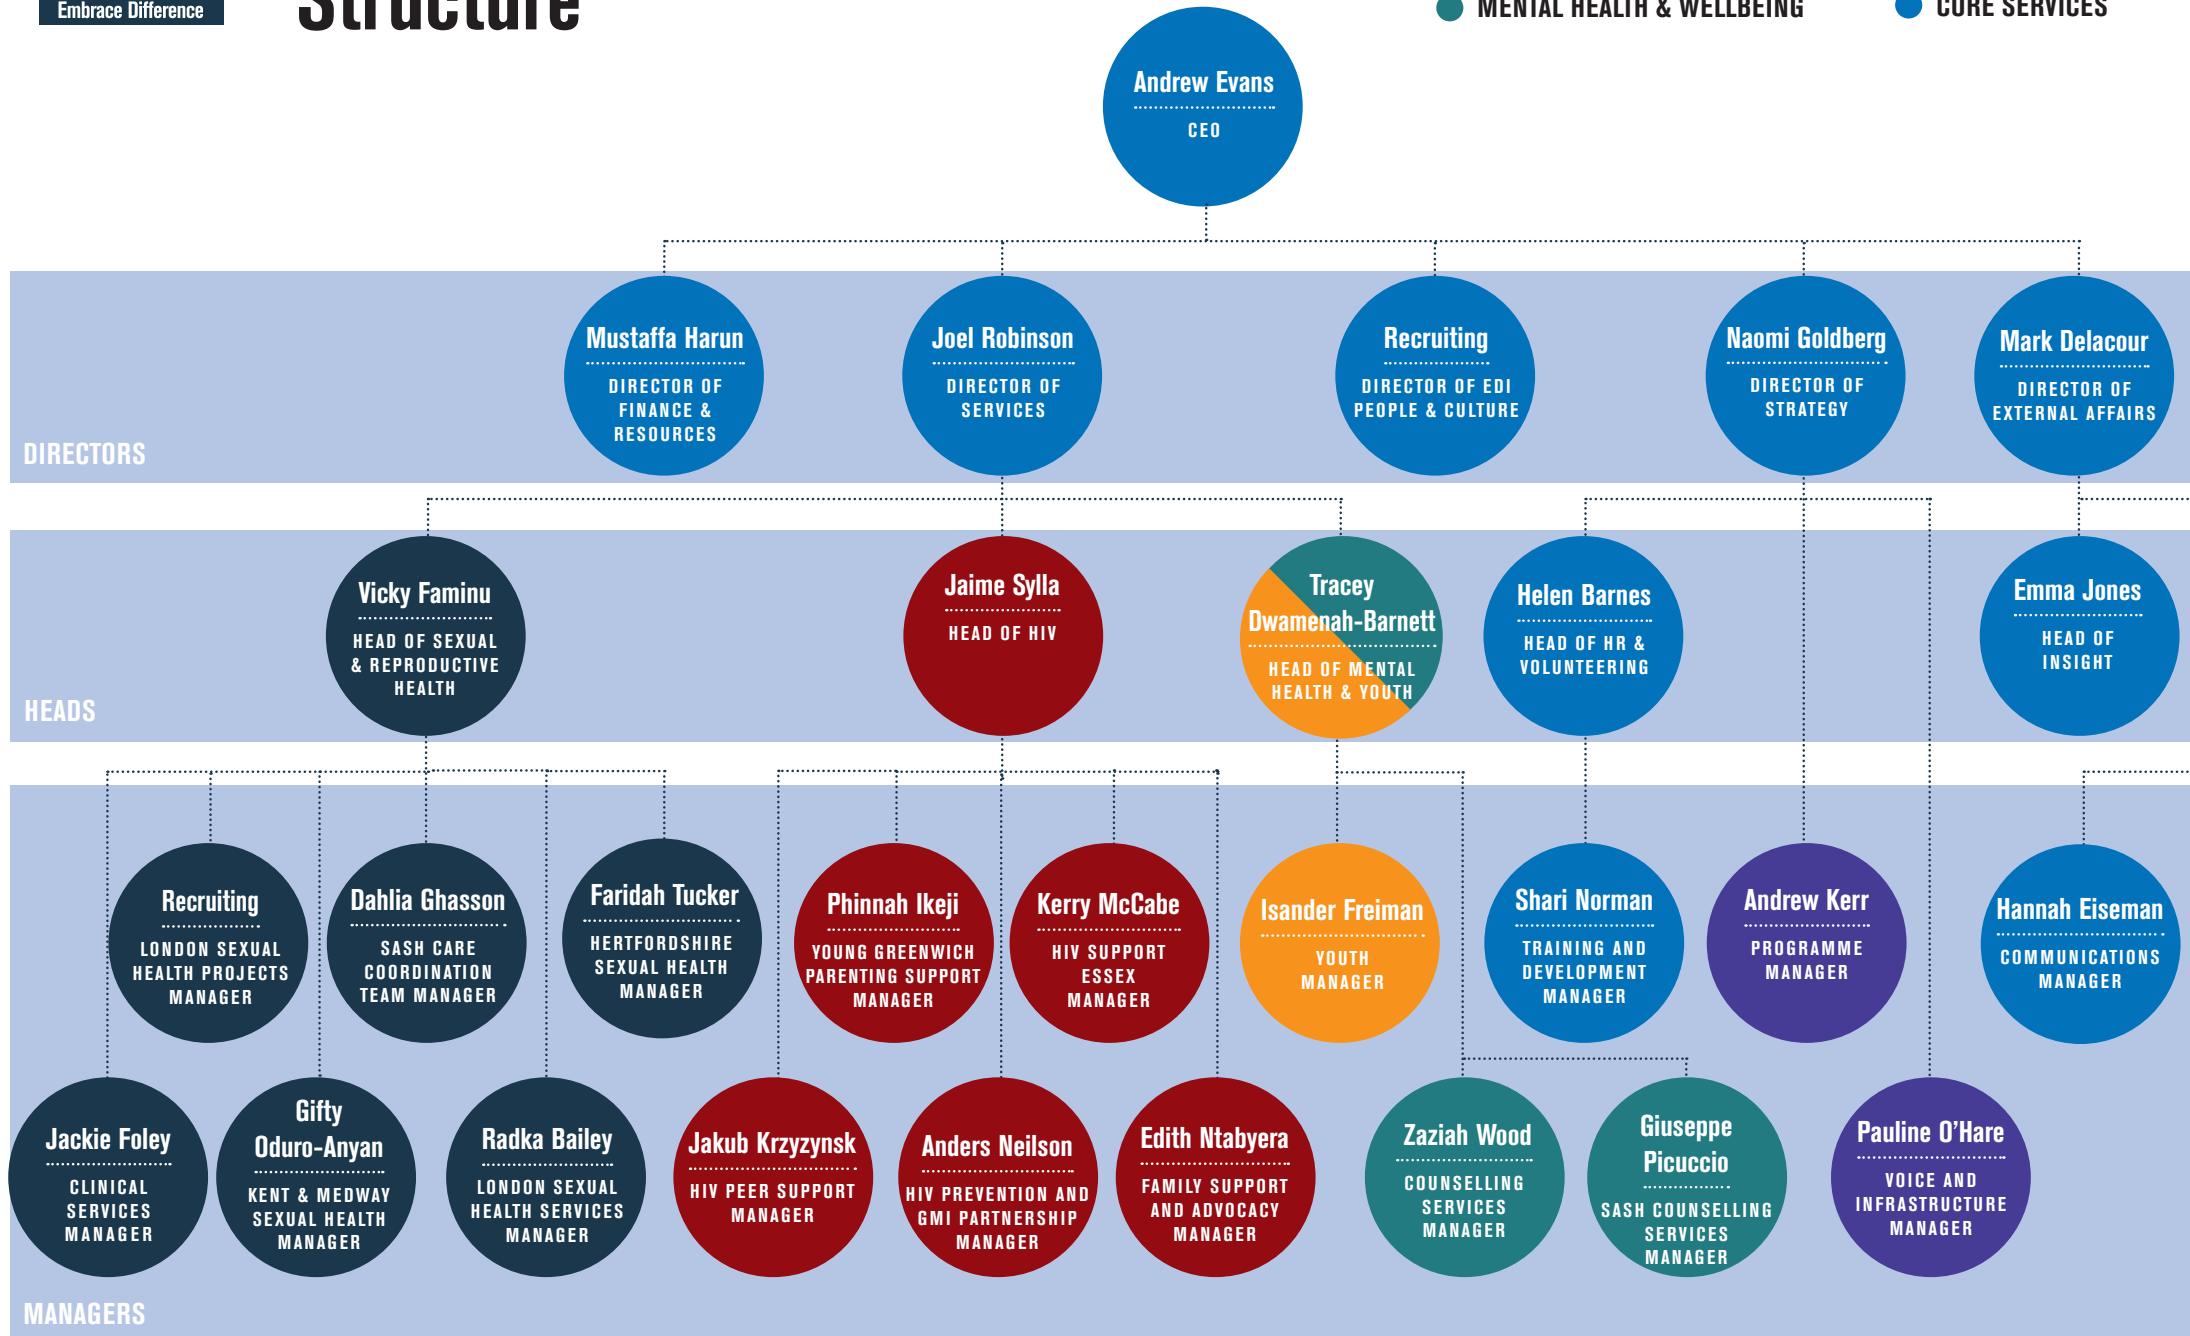 Embrace Difference
Structure
MENTAL HEALTH & WELLBEING
CORE SERVICES
Andrew Evans
CEO
Mustaffa Harun
DIRECTOR OF
FINANCE &
RESOURCES
Joel Robinson
DIRECTOR OF
SERVICES
Recruiting
DIRECTOR OF EDI
PEOPLE & CULTURE
Naomi Goldberg
DIRECTOR OF
STRATEGY
Mark Delacour
DIRECTOR OF
EXTERNAL AFFAIRS
DIRECTORS
Vicky Faminu
HEAD OF SEXUAL
& REPRODUCTIVE
HEALTH
Jaime Sylla
HEAD OF HIV
Tracey
Dwamenah-Barnett
HEAD OF MENTAL
HEALTH & YOUTH
Helen Barnes
HEAD OF HR &
VOLUNTEERING
Emma Jones
HEAD OF
INSIGHT
HEADS
Recruiting
LONDON SEXUAL
HEALTH PROJECTS
MANAGER
Dahlia Ghasson
SASH CARE
COORDINATION
TEAM MANAGER
Faridah Tucker
HERTFORDSHIRE
SEXUAL HEALTH
MANAGER
Phinnah Ikeji
YOUNG GREENWICH
PARENTING SUPPORT
MANAGER
Kerry McCabe
HIV SUPPORT
ESSEX
MANAGER
Isander Freiman
YOUTH
MANAGER
Shari Norman
TRAINING AND
DEVELOPMENT
MANAGER
Andrew Kerr
PROGRAMME
MANAGER
Hannah Eiseman
COMMUNICATIONS
MANAGER
Jackie Foley
CLINICAL
SERVICES
MANAGER
Gifty
Oduro-Anyan
KENT & MEDWAY
SEXUAL HEALTH
MANAGER
Radka Bailey
LONDON SEXUAL
HEALTH SERVICES
MANAGER
Jakub Krzyzynsk
HIV PEER SUPPORT
MANAGER
Anders Neilson
HIV PREVENTION AND
GMI PARTNERSHIP
MANAGER
Edith Ntabyera
FAMILY SUPPORT
AND ADVOCACY
MANAGER
Zaziah Wood
COUNSELLING
SERVICES
MANAGER
Giuseppe
Picuccio
SASH COUNSELLING
SERVICES
MANAGER
Pauline O'Hare
VOICE AND
INFRASTRUCTURE
MANAGER
MANAGERS